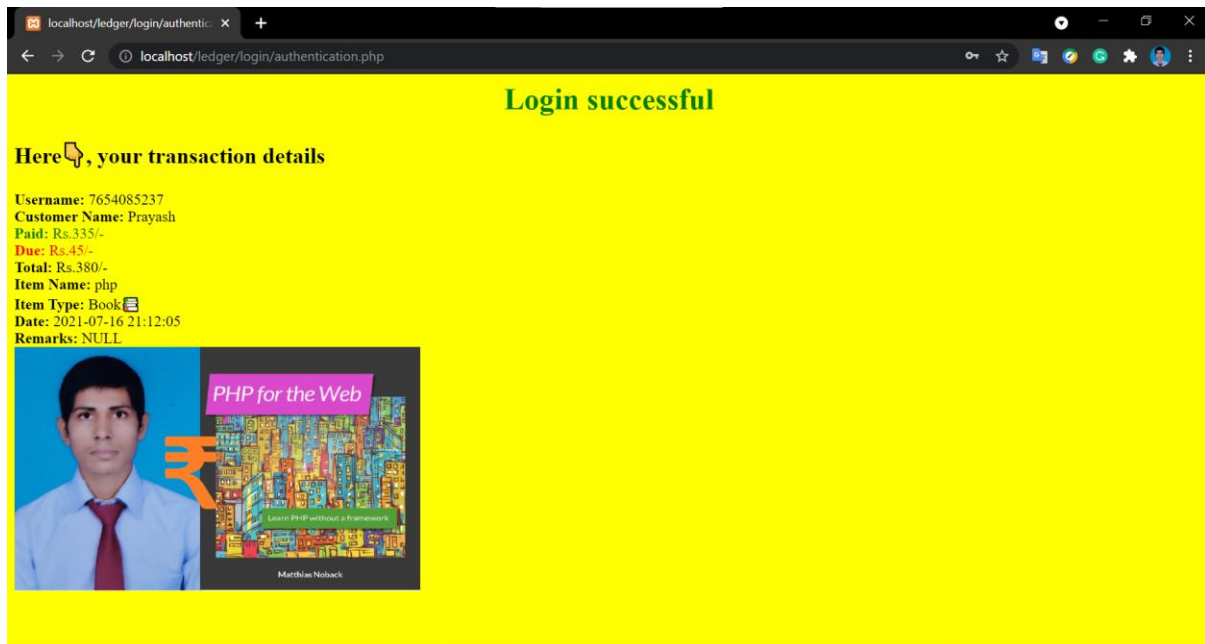 localhost/ledger/login/authentic
localhost/ledger/login/authentication.php
Login successful
Here👇, your transaction details
Username: 7654085237
Customer Name: Prayash
Paid: Rs.335/-
Due: Rs.45/-
Total: Rs.380/-
Item Name: php
Item Type: Book📚
Date: 2021-07-16 21:12:05
Remarks: NULL
PHP for the Web
₹
Learn PHP without a framework
Matthias Noback